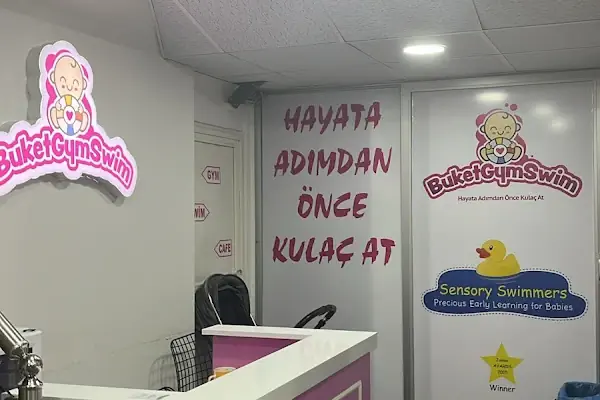 BuketGymSwim
GYM
CAFE
HAYATA
ADIMDAN
ÖNCE
KULAÇ AT
BuketGymSwim
Hayata Adımdan Önce Kulaç At
Sensory Swimmers
Precious Early Learning for Babies
Winner